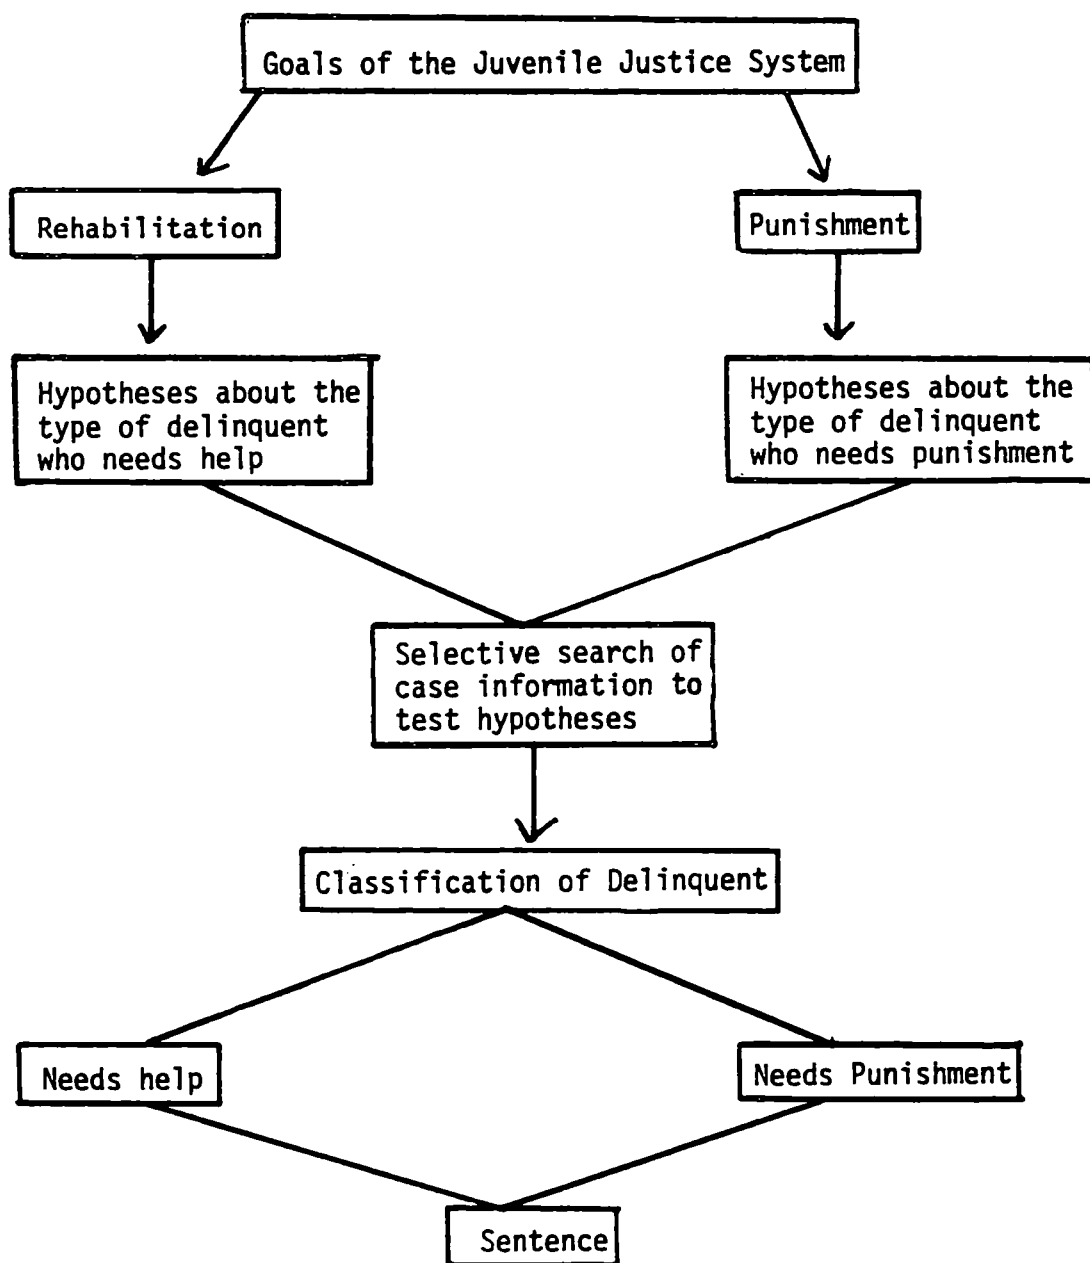 Goals of the Juvenile Justice System
Rehabilitation
Punishment
Hypotheses about the
type of delinquent
who needs help
Hypotheses about the
type of delinquent
who needs punishment
Selective search of
case information to
test hypotheses
Classification of Delinquent
Needs help
Needs Punishment
Sentence